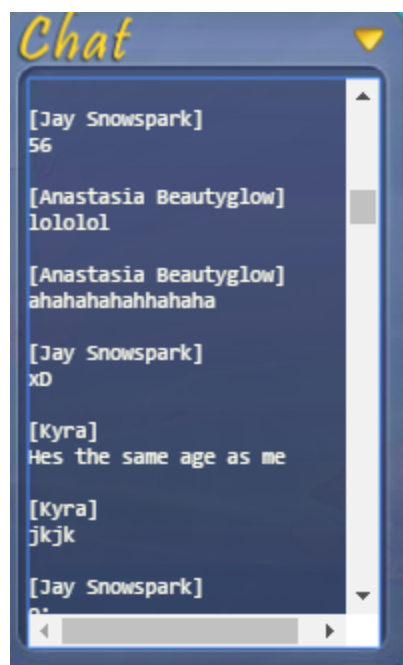 Chat
[Jay Snowspark]
56
[Anastasia Beautyglow]
lololol
[Anastasia Beautyglow]
ahahahahahhahaha
[Jay Snowspark]
xD
[Kyra]
Hes the same age as me
[Kyra]
jkjk
[Jay Snowspark]